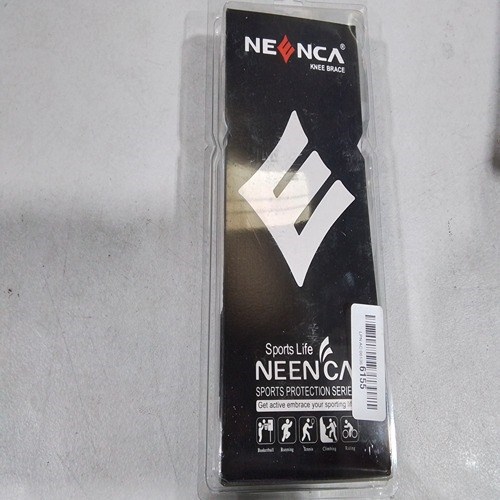 NEENCA®
KNEE BRACE
Sports Life
NEENCA
SPORTS PROTECTION SERIE
Get active embrace your sporting
6155
Basketball Running Tennis Climbing Riding